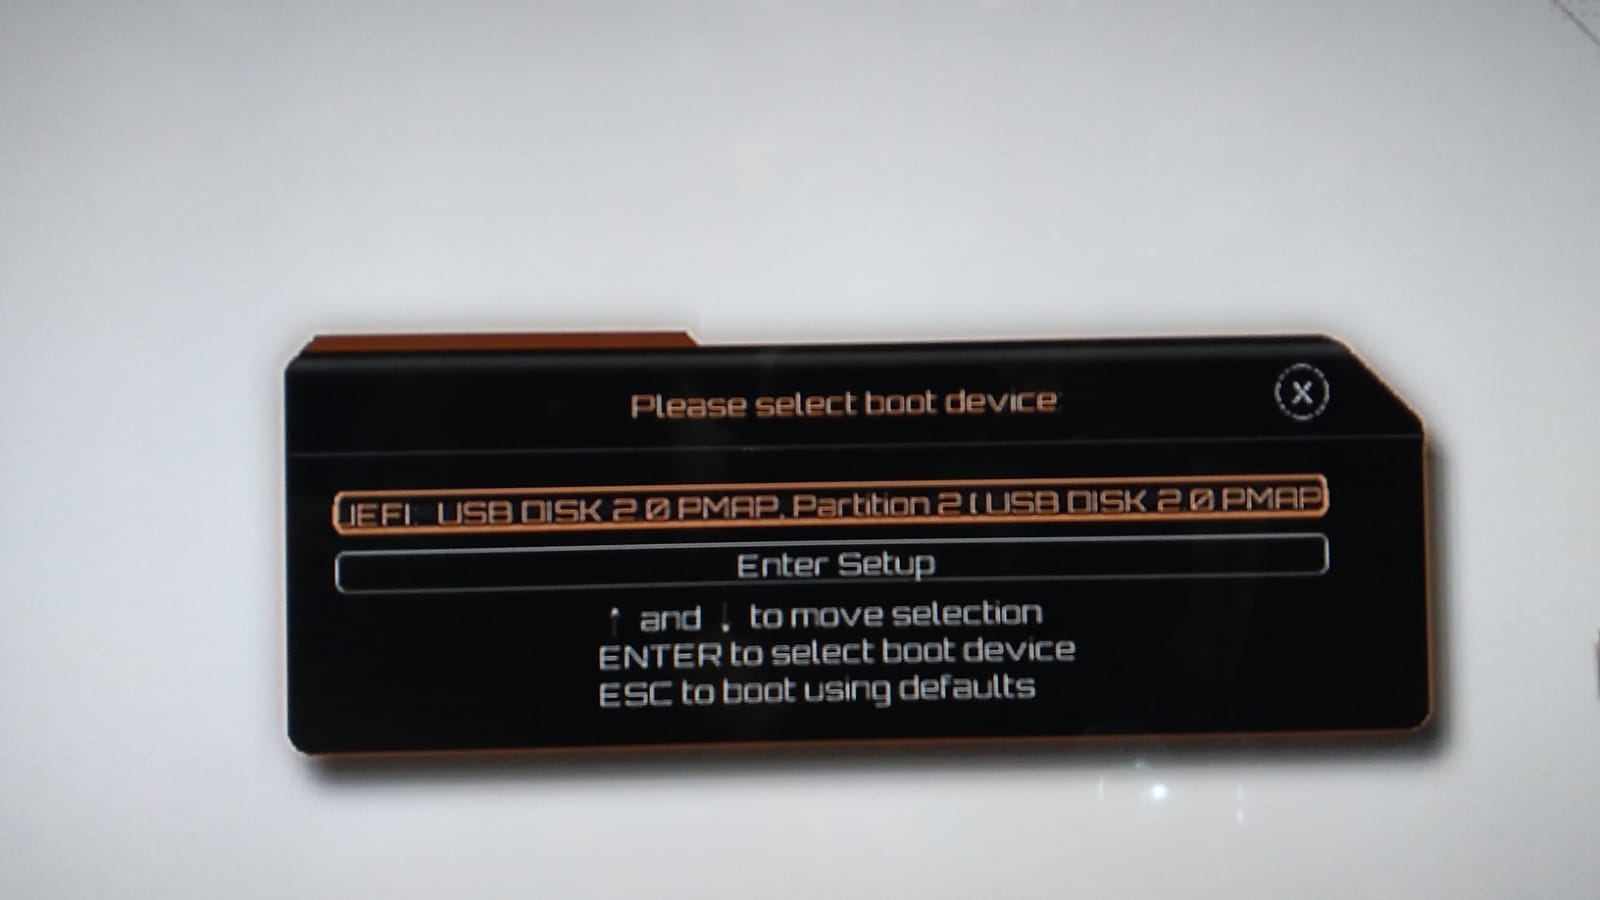 Please select boot device:
UEFI: USB DISK 2.0 PMAP, Partition 2 ( USB DISK 2.0 PMAP
Enter Setup
↑ and ↓ to move selection
ENTER to select boot device
ESC to boot using defaults
X